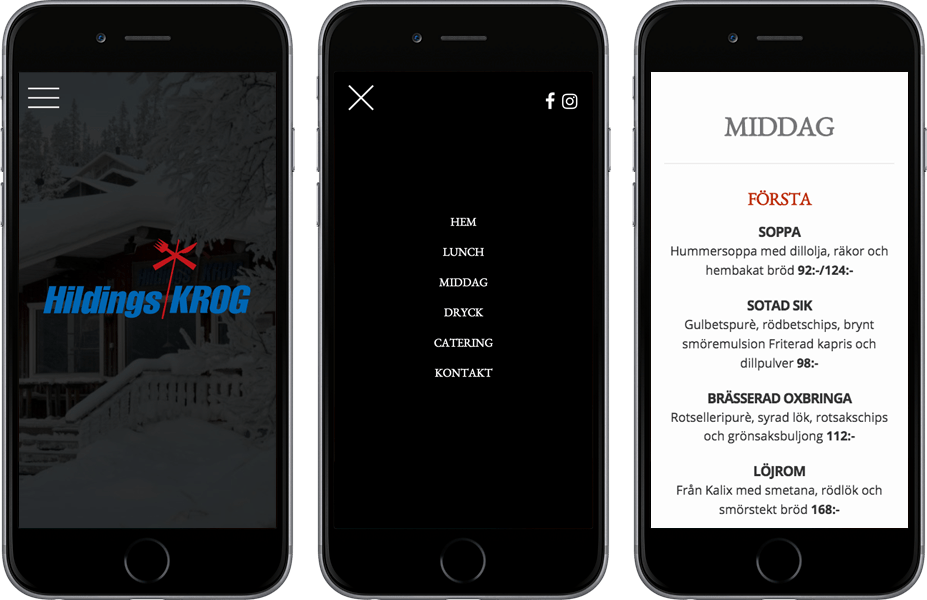 Hildings KROG
HEM
LUNCH
MIDDAG
DRYCK
CATERING
KONTAKT
MIDDAG
FÖRSTA
SOPPA
Hummersoppa med dillolja, räkor och
hembakat bröd 92:-/124:-
SOTAD SIK
Gulbetspurè, rödbetschips, brynt
smöremulsion Friterad kapris och
dillpulver 98:-
BRÄSSERAD OXBRINGA
Rotselleripurè, syrad lök, rotsakschips
och grönsaksbuljong 112:-
LÖJROM
Från Kalix med smetana, rödlök och
smörstekt bröd 168:-